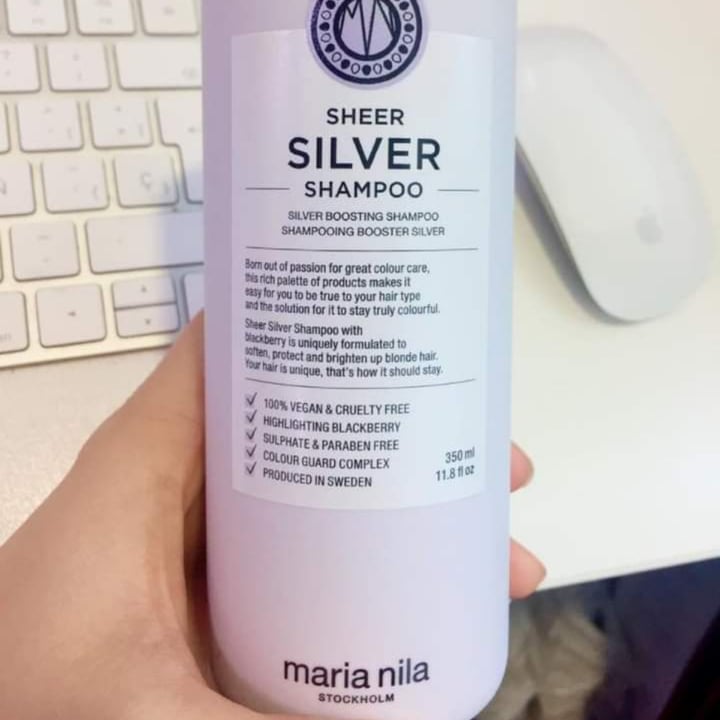 SHEER
SILVER
SHAMPOO
SILVER BOOSTING SHAMPOO
SHAMPOOING BOOSTER SILVER
Born out of passion for great colour care,
this rich palette of products makes it
easy for you to be true to your hair type
and the solution for it to stay truly colourful.
Sheer Silver Shampoo with
blackberry is uniquely formulated to
soften, protect and brighten up blonde hair.
Your hair is unique, that's how it should stay.
100% VEGAN & CRUELTY FREE
HIGHLIGHTING BLACKBERRY
SULPHATE & PARABEN FREE
COLOUR GUARD COMPLEX
PRODUCED IN SWEDEN
350 ml
11.8 fl oz
maria nila
STOCKHOLM